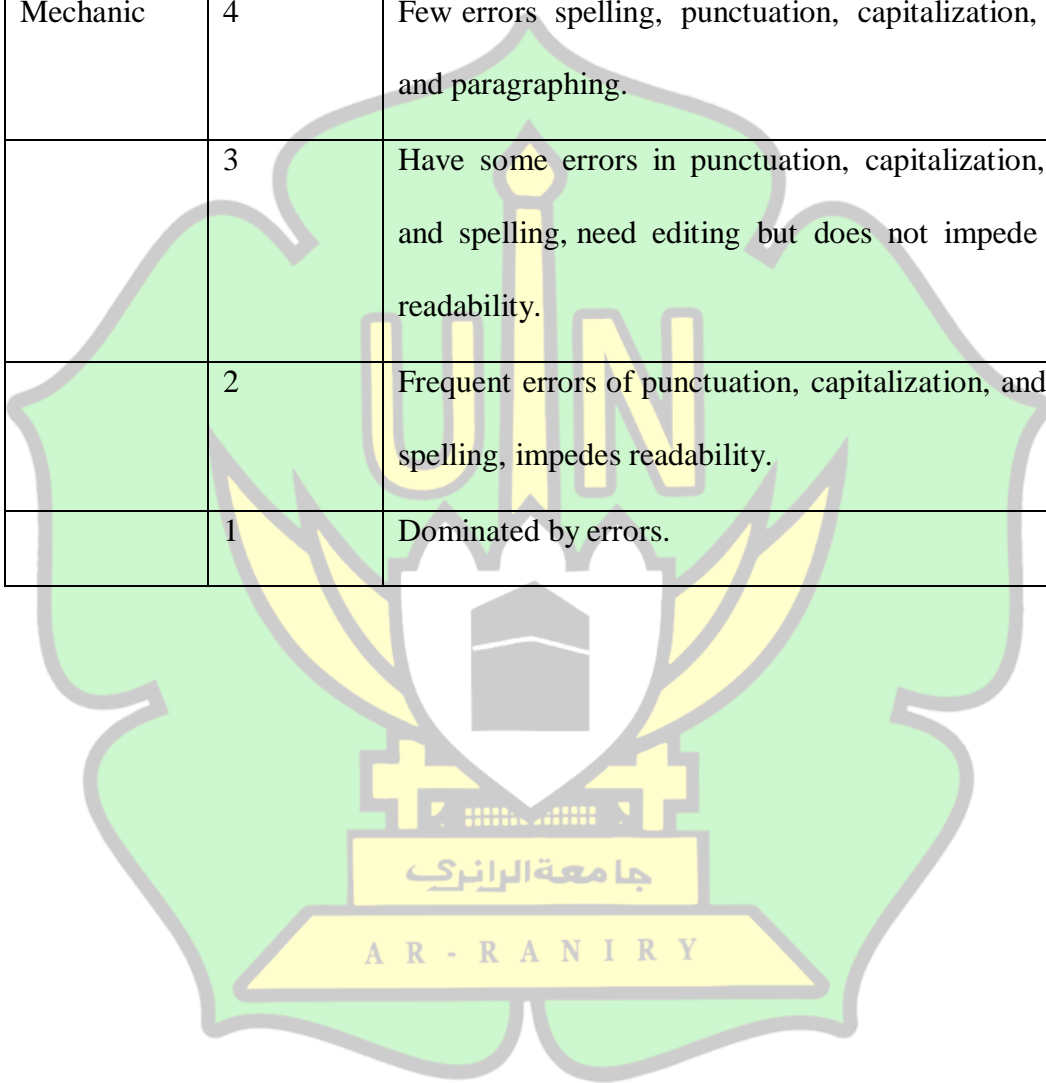 Mechanic 4 Few errors spelling, punctuation, capitalization,
and paragraphing.
3 Have some errors in punctuation, capitalization,
and spelling, need editing but does not impede
readability.
2 Frequent errors of punctuation, capitalization, and
spelling, impedes readability.
1 Dominated by errors.
UIN
جامعةالرانرك
AR-RANIRY